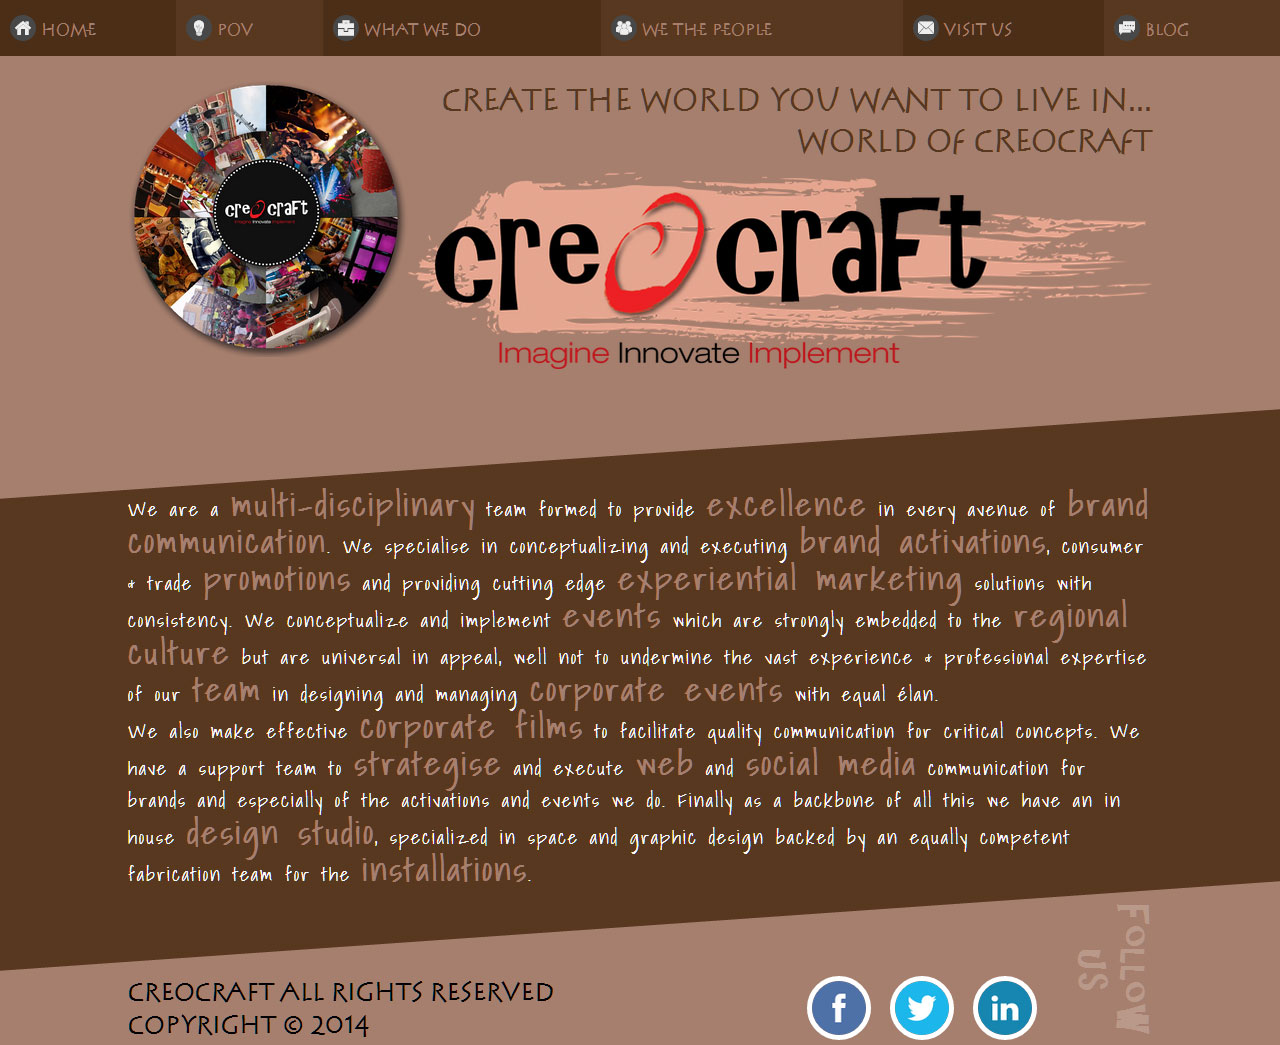 HOME POV WHAT WE DO WE THE PEOPLE VISIT US BLOG
CREATE THE WORLD YOU WANT TO LIVE IN...
WORLD OF CREOCRAFT
creo craft
Imagine Innovate Implement
creo craft
Imagine Innovate Implement
We are a multi-disciplinary team formed to provide excellence in every avenue of brand
communication. We specialise in conceptualizing and executing brand activations, consumer
& trade promotions and providing cutting edge experiential marketing solutions with
consistency. We conceptualize and implement events which are strongly embedded to the regional
culture but are universal in appeal, well not to undermine the vast experience & professional expertise
of our team in designing and managing corporate events with equal élan.
We also make effective corporate films to facilitate quality communication for critical concepts. We
have a support team to strategise and execute web and social media communication for
brands and especially of the activations and events we do. Finally as a backbone of all this we have an in
house design studio, specialized in space and graphic design backed by an equally competent
fabrication team for the installations.
CREOCRAFT ALL RIGHTS RESERVED
COPYRIGHT © 2014
f
in
FOLLOW
US